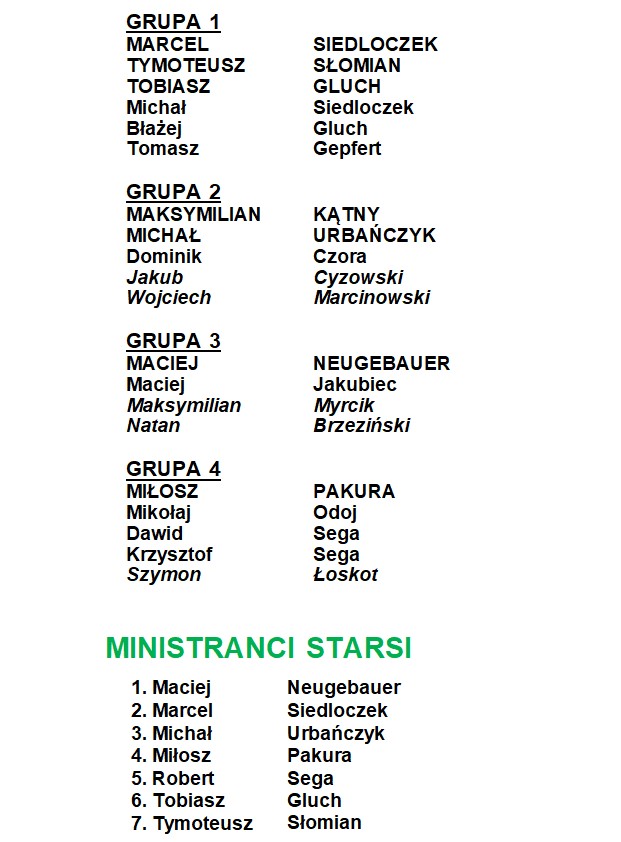 GRUPA 1
MARCEL SIEDLOCZEK
TYMOTEUSZ SŁOMIAN
TOBIASZ GLUCH
Michał Siedloczek
Błażej Gluch
Tomasz Gepfert
GRUPA 2
MAKSYMILIAN KĄTNY
MICHAŁ URBAŃCZYK
Dominik Czora
Jakub Cyzowski
Wojciech Marcinowski
GRUPA 3
MACIEJ NEUGEBAUER
Maciej Jakubiec
Maksymilian Myrcik
Natan Brzeziński
GRUPA 4
MIŁOSZ PAKURA
Mikołaj Odoj
Dawid Sega
Krzysztof Sega
Szymon Łoskot
MINISTRANCI STARSI
1. Maciej Neugebauer
2. Marcel Siedloczek
3. Michał Urbańczyk
4. Miłosz Pakura
5. Robert Sega
6. Tobiasz Gluch
7. Tymoteusz Słomian